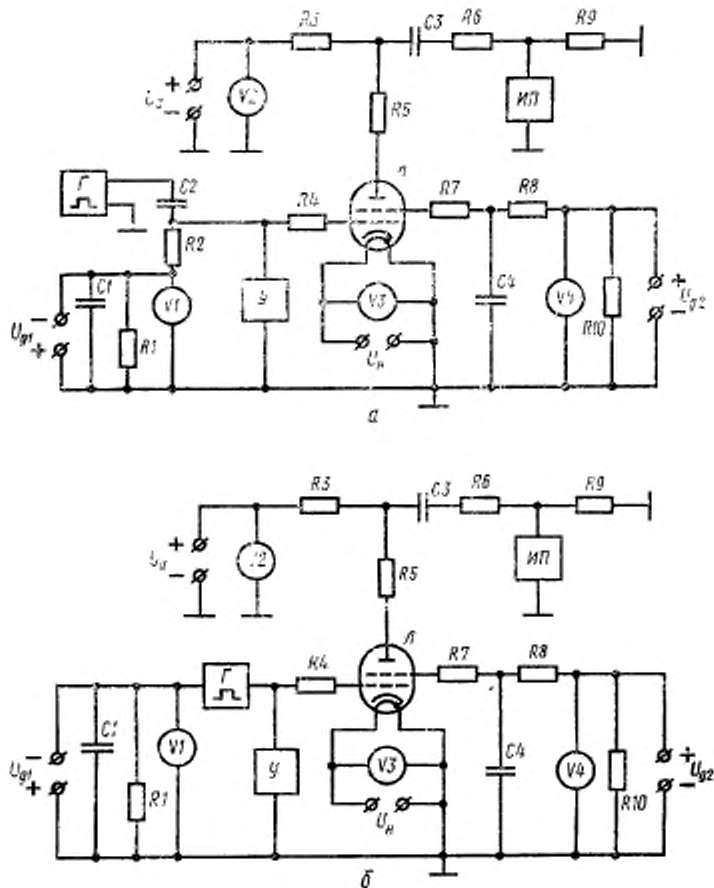 R3 C3 R6 R9
+
-
V2
R5
ИП
Г
C2
R4
Л
R7 R8
R2
C1
V1
У
V3
C4
V4
+
-
Ug2
-
+
Ug1
R1
Uн
R10
а
R3 C3 R6 R9
+
-
R5
ИП
Г
R4
Л
R7 R8
-
+
Ug1
C1
R1
V1
У
V3
C4
V4
R10
+
-
Ug2
Uн
б